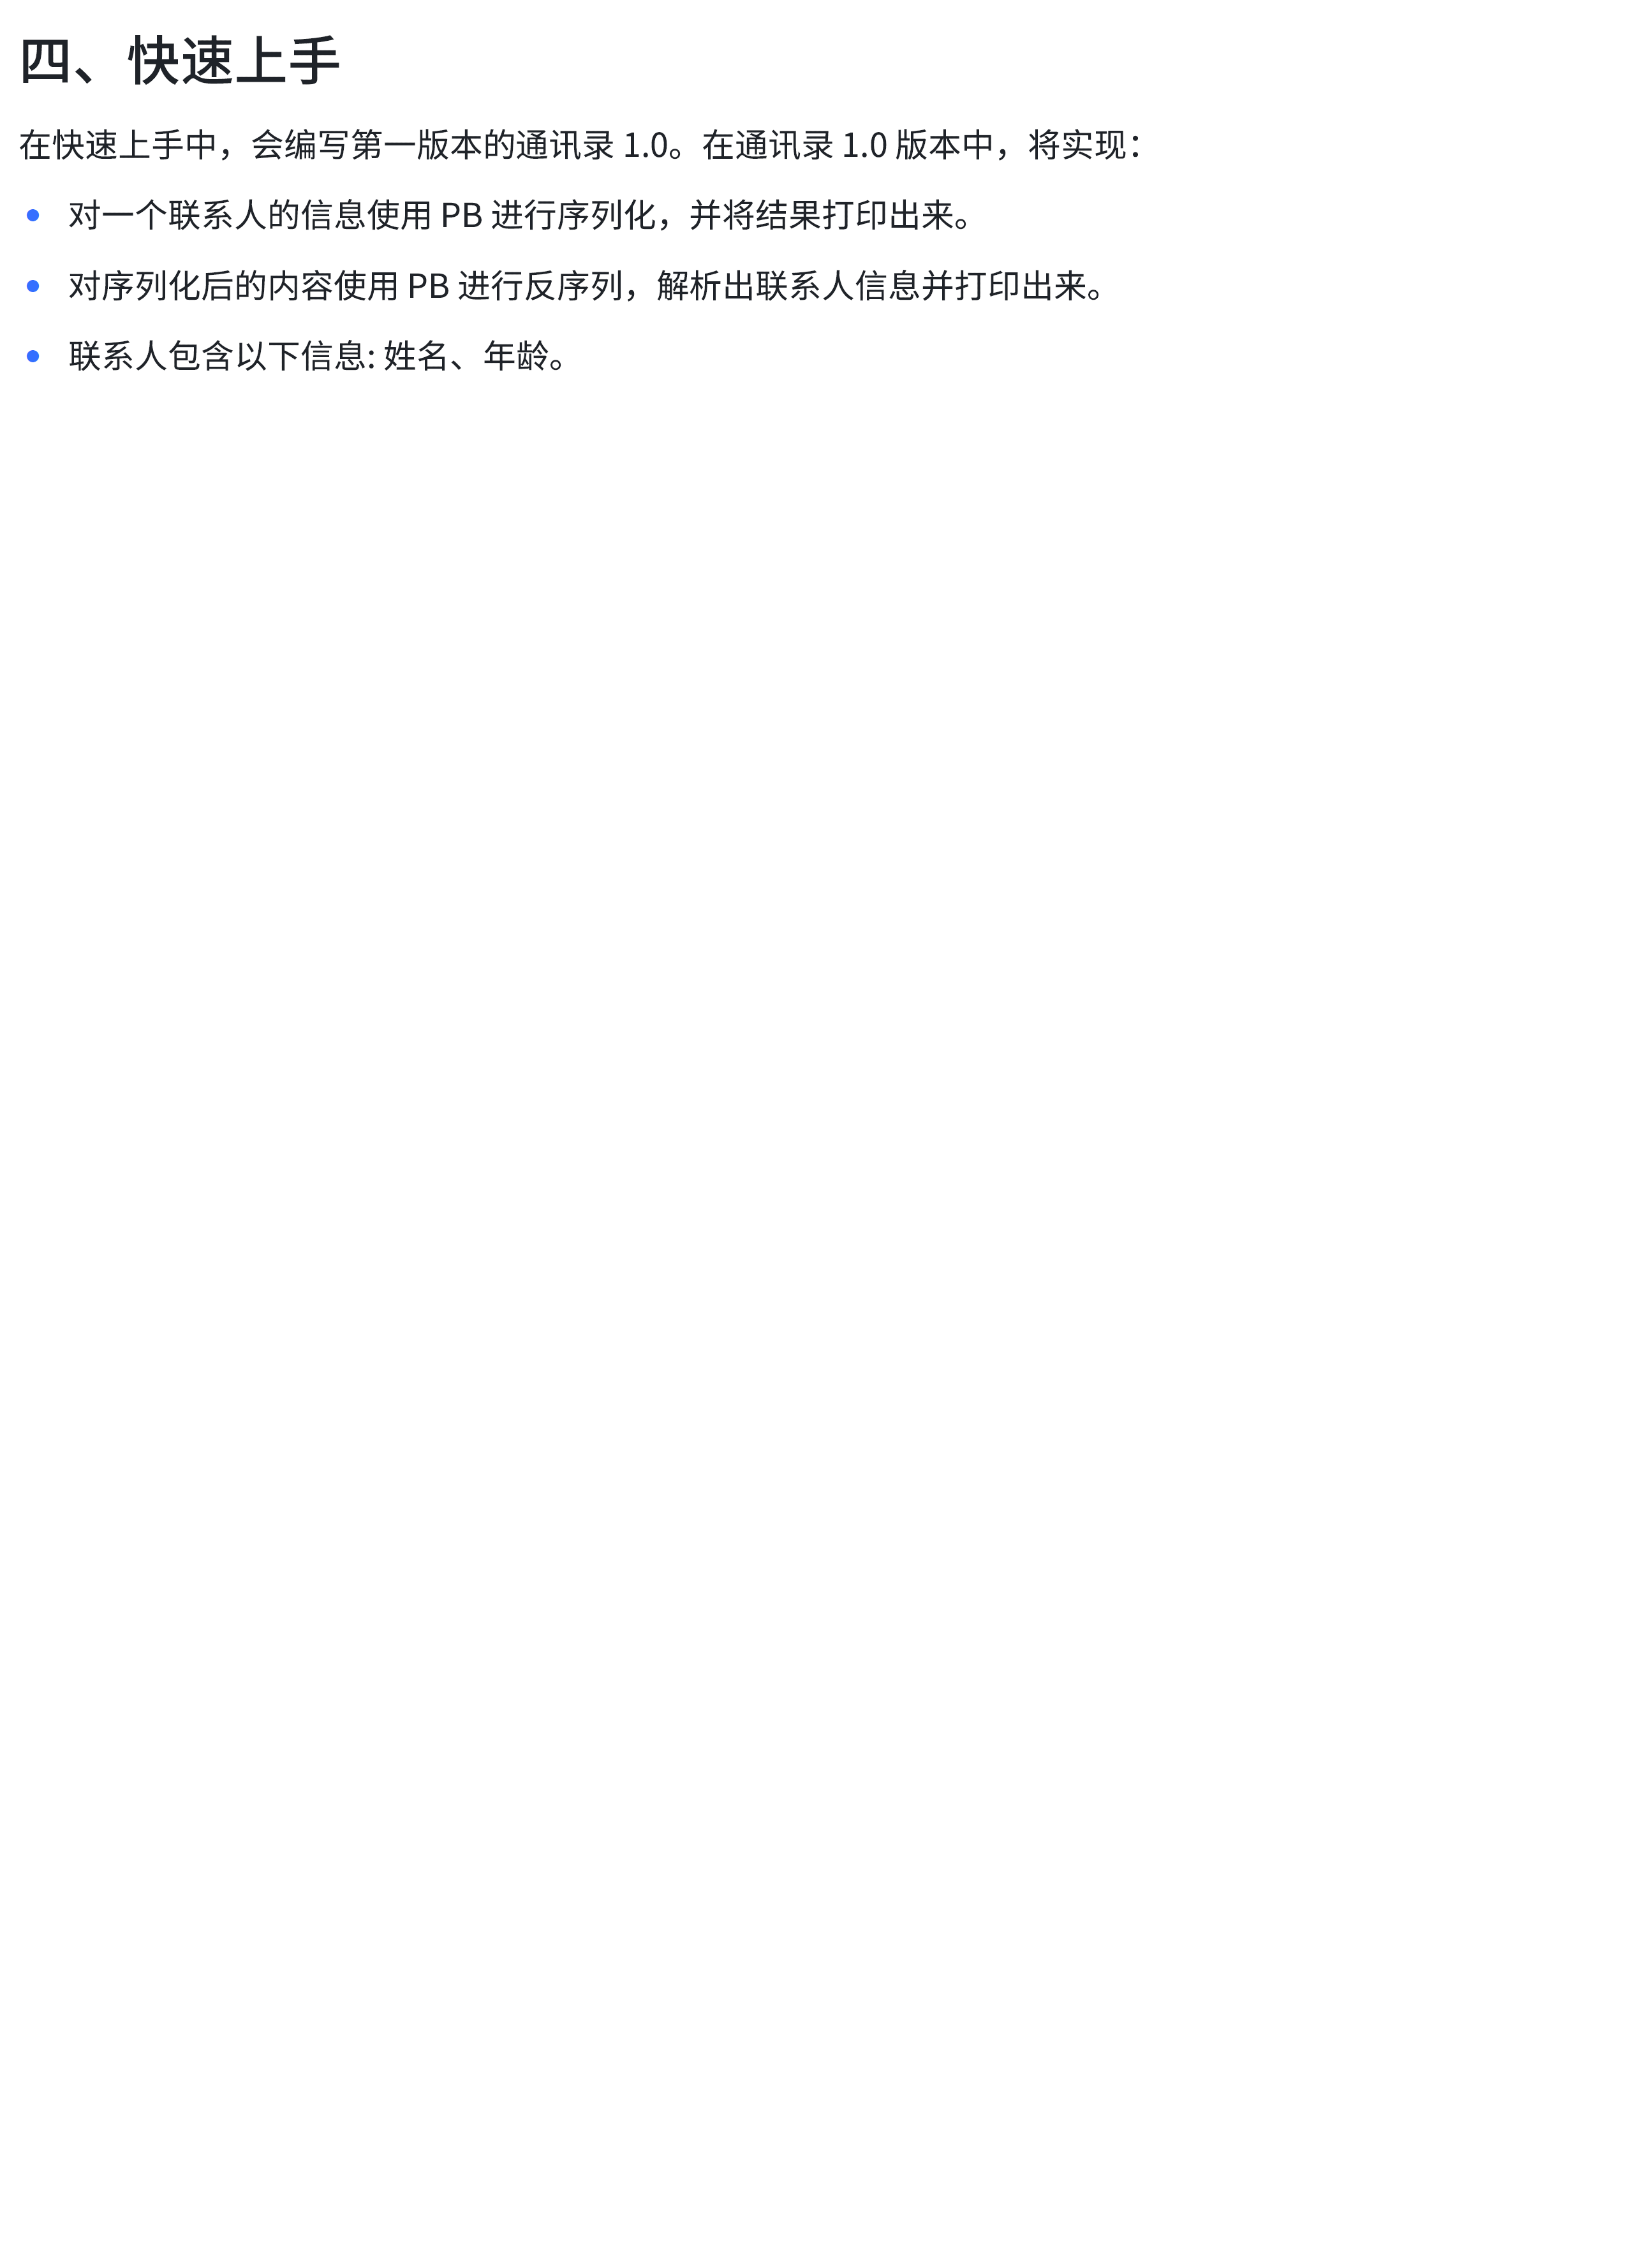 四、快速上手
在快速上手中，会编写第一版本的通讯录 1.0。在通讯录 1.0 版本中，将实现：
• 对一个联系人的信息使用 PB 进行序列化，并将结果打印出来。
• 对序列化后的内容使用 PB 进行反序列，解析出联系人信息并打印出来。
• 联系人包含以下信息: 姓名、年龄。